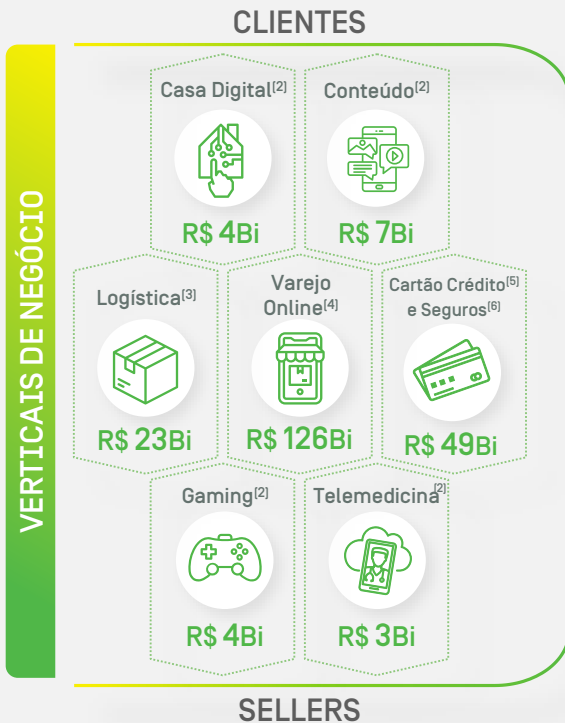 CLIENTES
VERTICAIS DE NEGÓCIO
Casa Digital[2]
R$ 4Bi
Conteúdo[2]
R$ 7Bi
Logística[3]
R$ 23Bi
Varejo
Online[4]
R$ 126Bi
Cartão Crédito[5]
e Seguros[6]
R$ 49Bi
Gaming[2]
R$ 4Bi
Telemedicina[2]
R$ 3Bi
SELLERS